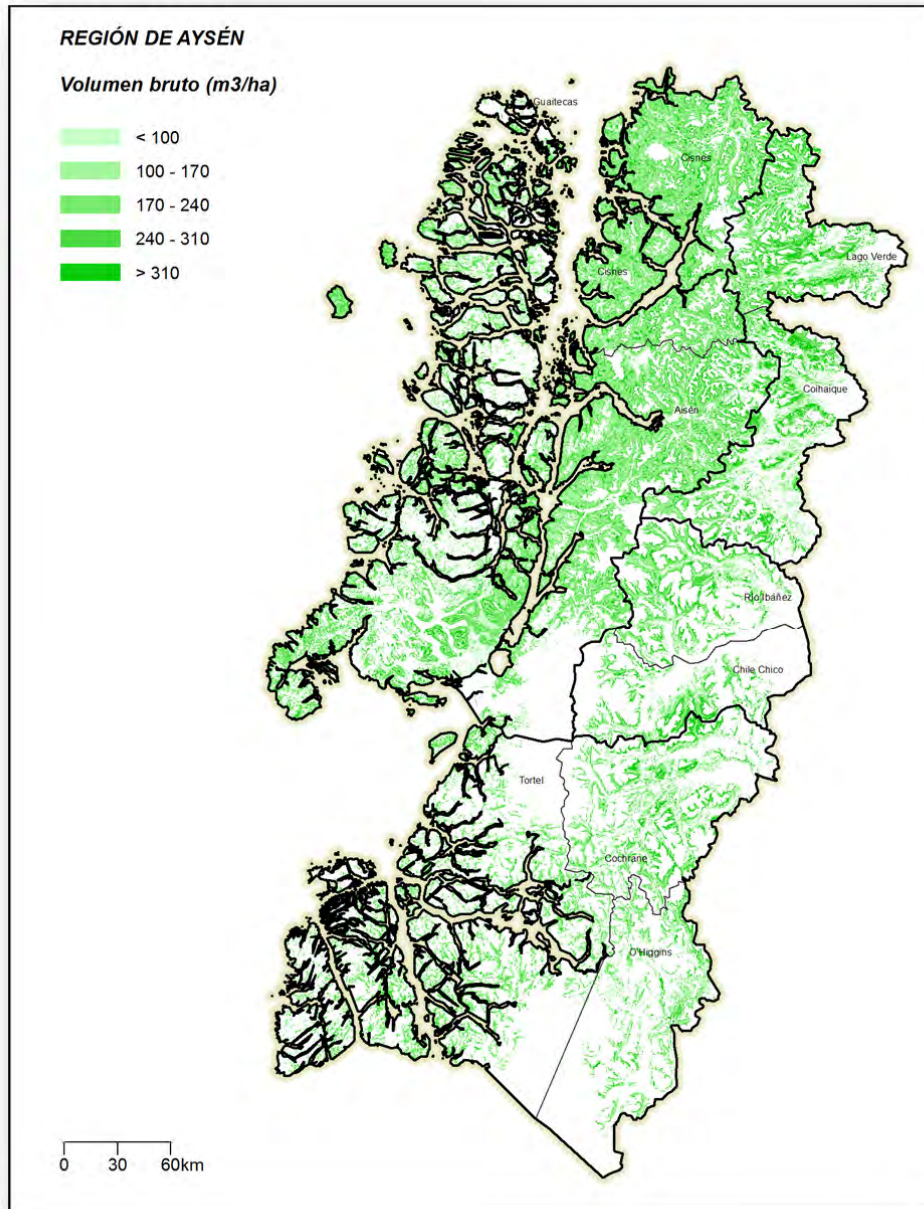 REGIÓN DE AYSÉN
Volumen bruto (m3/ha)
< 100
100 - 170
170 - 240
240 - 310
> 310
Guaitecas
Cisnes
Lago Verde
Cisnes
Coihaique
Aisén
Río Ibáñez
Chile Chico
Tortel
Cochrane
O'Higgins
0 30 60km